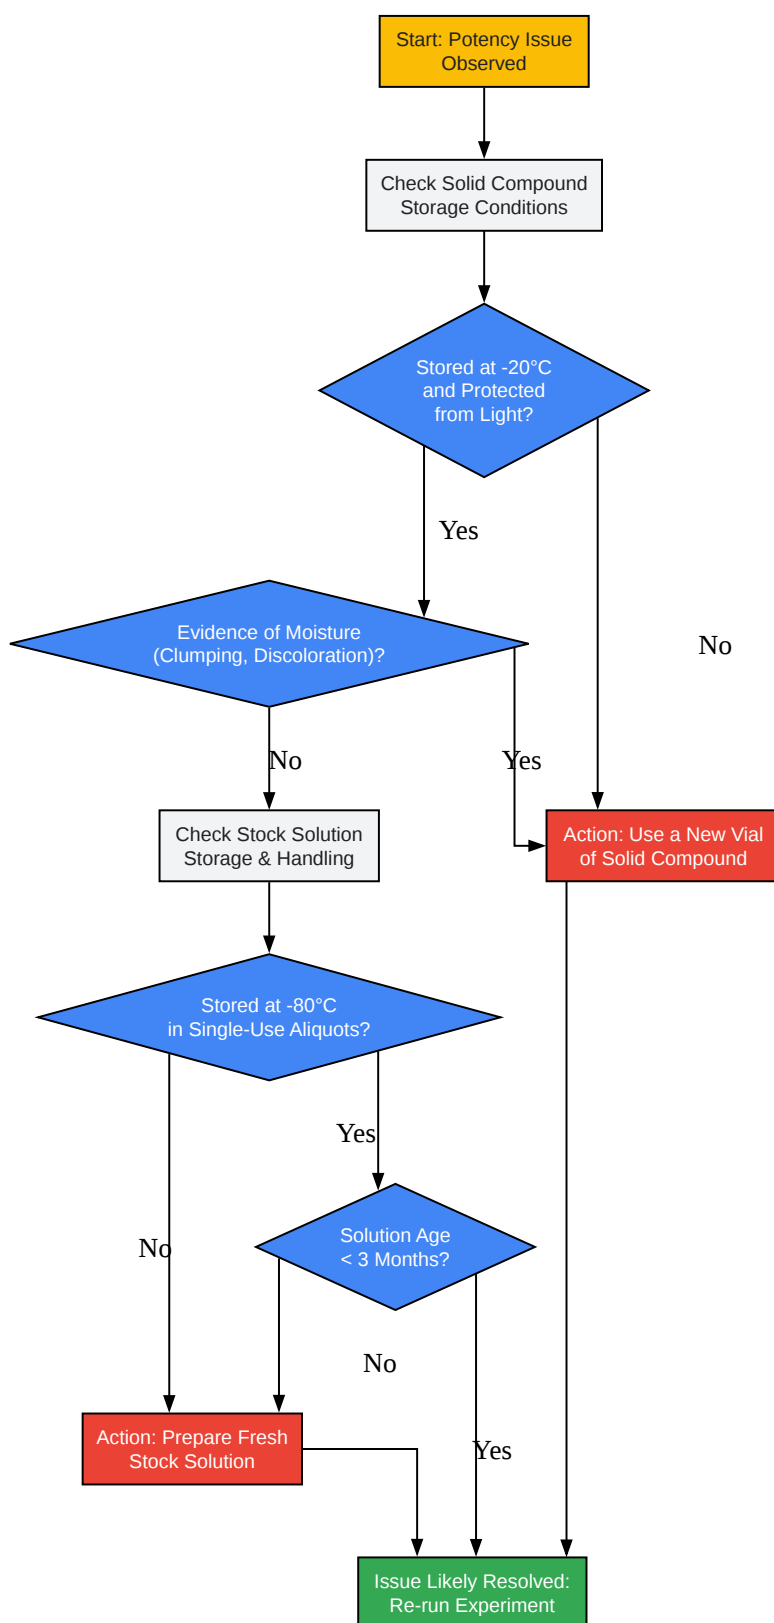 Start: Potency Issue
Observed
Check Solid Compound
Storage Conditions
Stored at -20°C
and Protected
from Light?
Yes
No
Evidence of Moisture
(Clumping, Discoloration)?
No
Yes
Check Stock Solution
Storage & Handling
Action: Use a New Vial
of Solid Compound
Stored at -80°C
in Single-Use Aliquots?
Yes
No
Solution Age
< 3 Months?
No
Yes
Action: Prepare Fresh
Stock Solution
Issue Likely Resolved:
Re-run Experiment